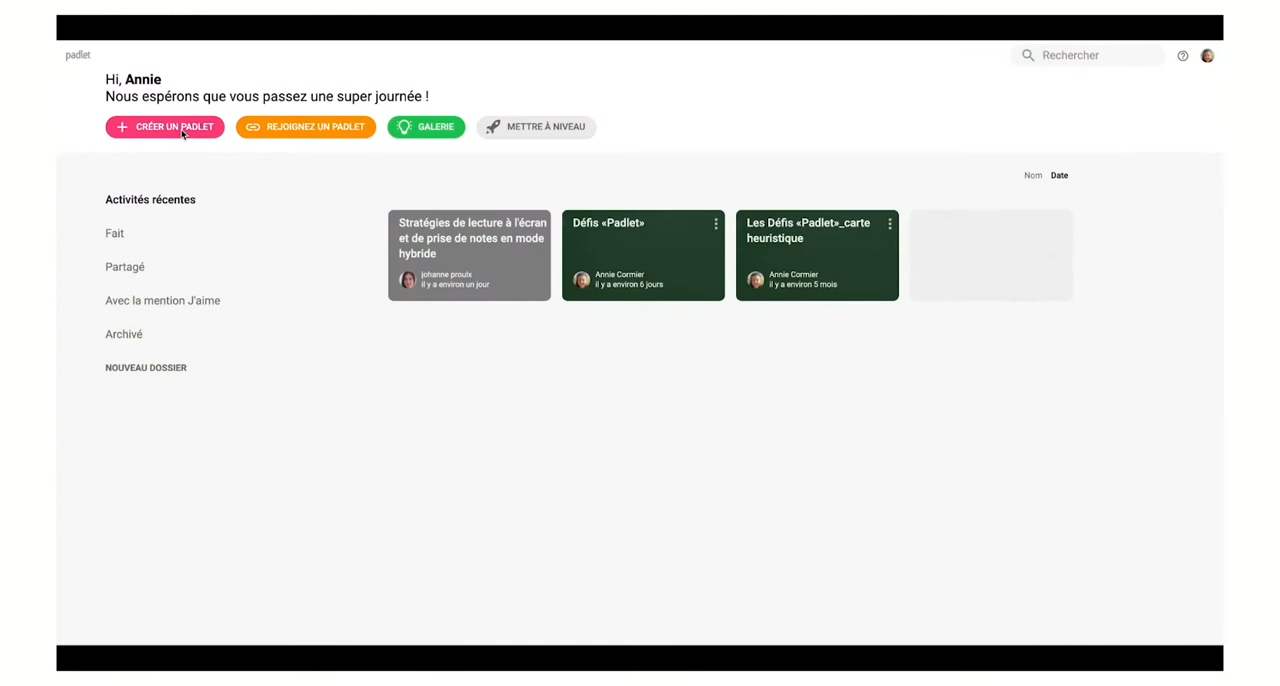 padlet
Rechercher
Hi, Annie
Nous espérons que vous passez une super journée !
CRÉER UN PADLET
REJOIGNEZ UN PADLET
GALERIE
METTRE À NIVEAU
Nom Date
Activités récentes
Fait
Partagé
Avec la mention J'aime
Archivé
NOUVEAU DOSSIER
Stratégies de lecture à l'écran
et de prise de notes en mode
hybride
johanne proulx
il y a environ un jour
Défis «Padlet»
Annie Cormier
il y a environ 6 jours
Les Défis «Padlet»_carte
heuristique
Annie Cormier
il y a environ 5 mois